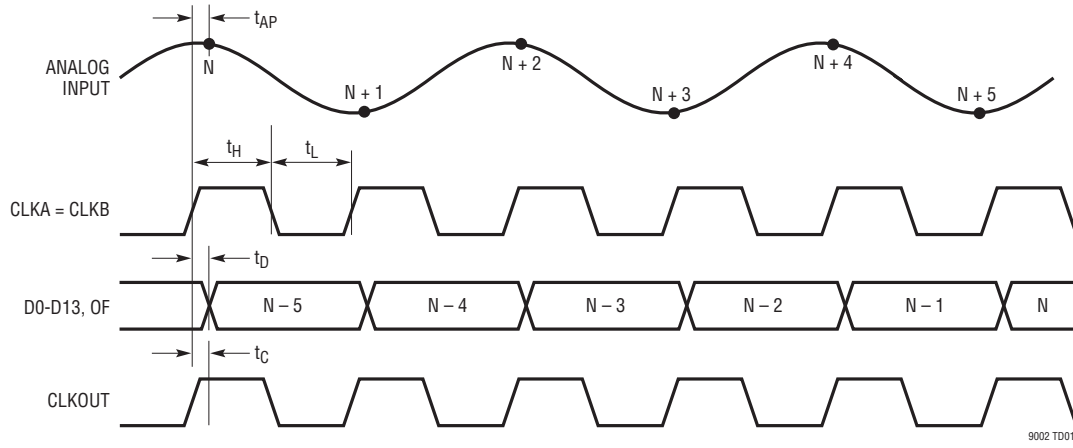 tAP
ANALOG
INPUT
N
N + 1
N + 2
N + 3
N + 4
N + 5
tH
tL
CLKA = CLKB
tD
D0-D13, OF
N – 5
N – 4
N – 3
N – 2
N – 1
N
tC
CLKOUT
9002 TD01